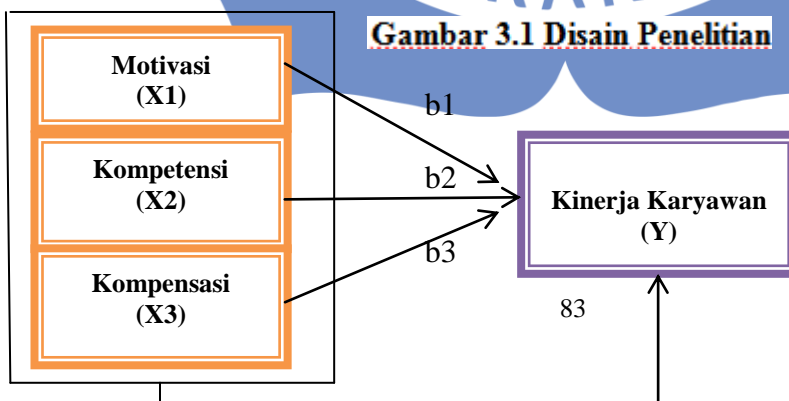 Gambar 3.1 Disain Penelitian
Motivasi
(X1)
b1
Kompetensi
(X2)
b2
Kinerja Karyawan
(Y)
b3
Kompensasi
(X3)
83